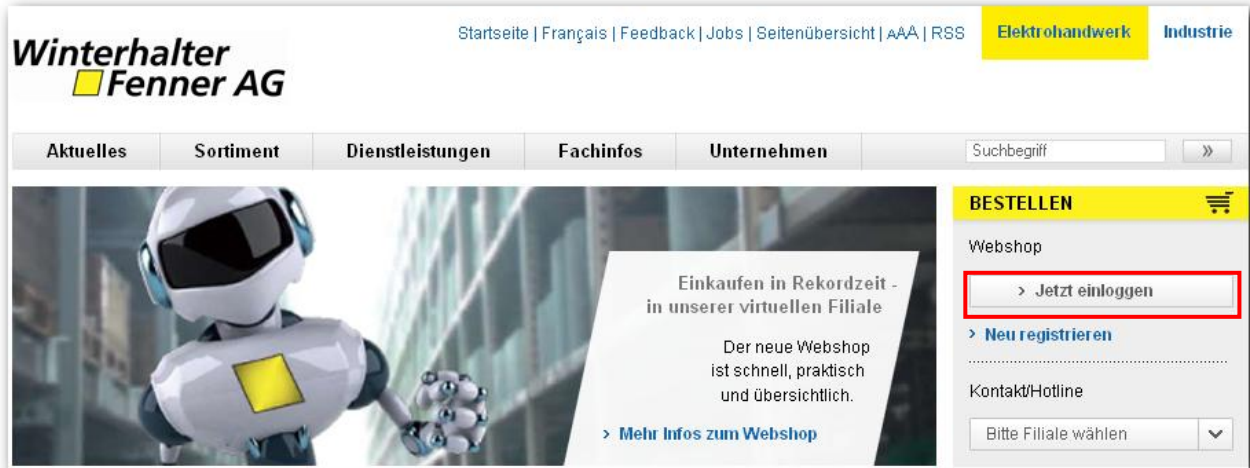 Winterhalter
Fenner AG
Startseite | Français | Feedback | Jobs | Seitenübersicht | AAA | RSS
Elektrohandwerk
Industrie
Aktuelles
Sortiment
Dienstleistungen
Fachinfos
Unternehmen
Suchbegriff
»
Einkaufen in Rekordzeit -
in unserer virtuellen Filiale
Der neue Webshop
ist schnell, praktisch
und übersichtlich.
> Mehr Infos zum Webshop
BESTELLEN
Webshop
> Jetzt einloggen
> Neu registrieren
Kontakt/Hotline
Bitte Filiale wählen